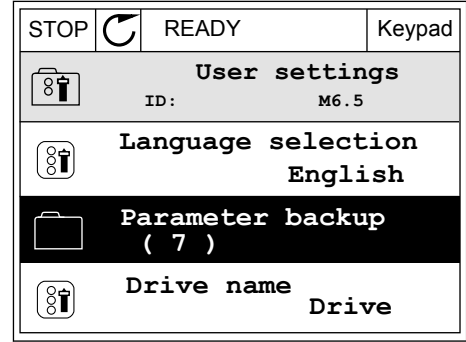 STOP READY Keypad
User settings
ID: M6.5
Language selection
English
Parameter backup
( 7 )
Drive name
Drive